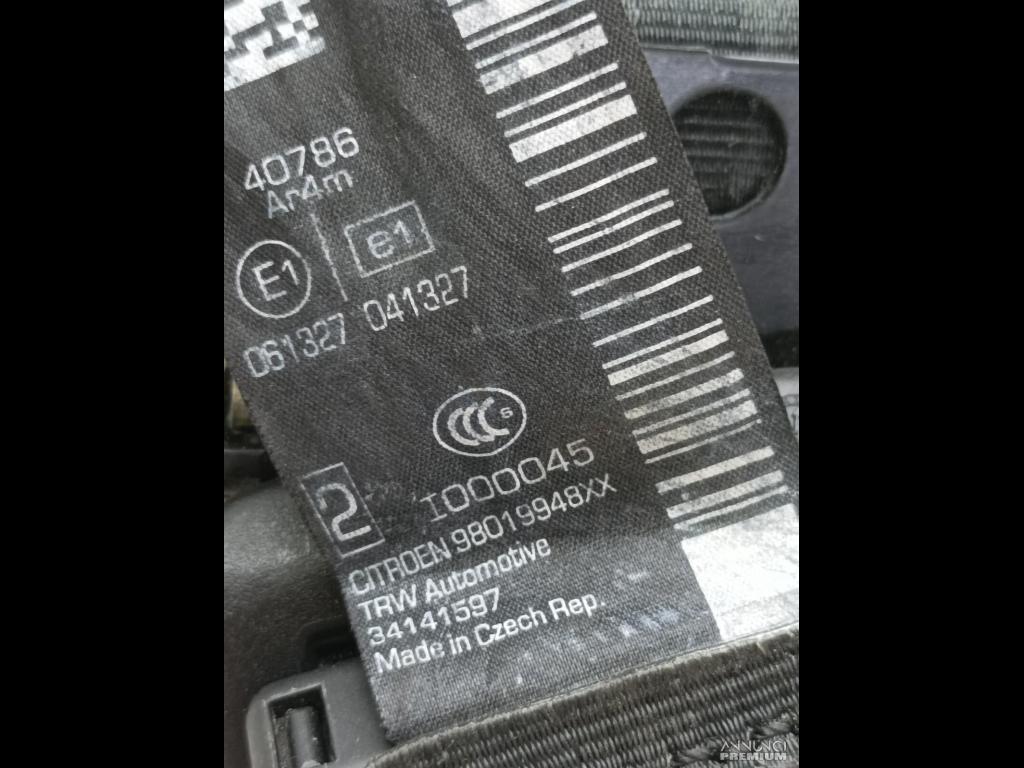 40786
Ar4m
E1 e1
061327 041327
CCC S
2 I000045
CITROEN 98019948XX
TRW Automotive
34141597
Made in Czech Rep.
ANNUNCI
PREMIUM